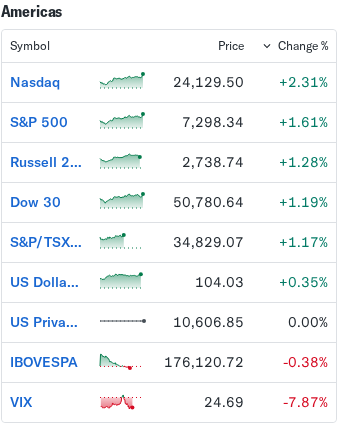 Americas
Symbol Price Change %
Nasdaq 24,129.50 +2.31%
S&P 500 7,298.34 +1.61%
Russell 2... 2,738.74 +1.28%
Dow 30 50,780.64 +1.19%
S&P/TSX... 34,829.07 +1.17%
US Dolla... 104.03 +0.35%
US Priva... 10,606.85 0.00%
IBOVESPA 176,120.72 -0.38%
VIX 24.69 -7.87%